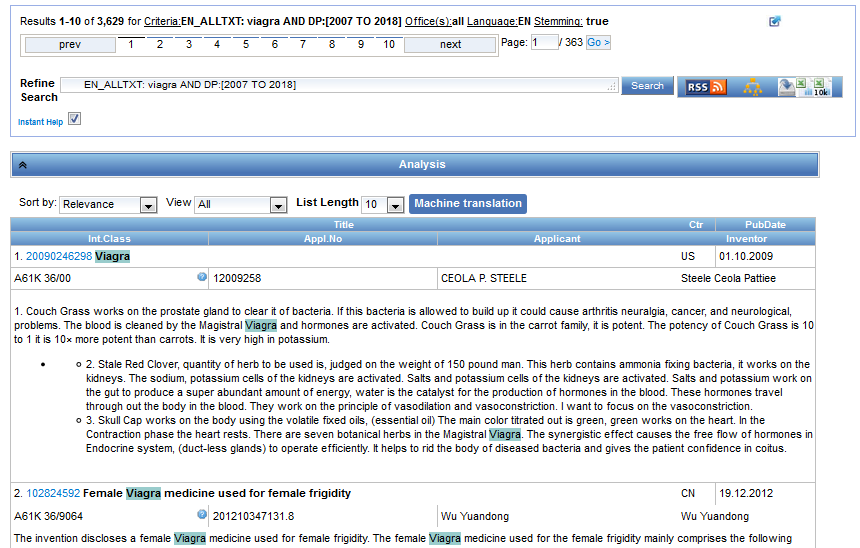 Results 1-10 of 3,629 for Criteria:EN_ALLTXT: viagra AND DP:[2007 TO 2018] Office(s):all Language:EN Stemming: true
prev 1 2 3 4 5 6 7 8 9 10 next Page: 1 / 363 Go >
Refine Search EN_ALLTXT: viagra AND DP:[2007 TO 2018] Search RSS 10k
Instant Help
Analysis
Sort by: Relevance View All List Length 10 Machine translation
Title Ctr PubDate
Int.Class Appl.No Applicant Inventor
1. 20090246298 Viagra US 01.10.2009
A61K 36/00 12009258 CEOLA P. STEELE Steele Ceola Pattiee
1. Couch Grass works on the prostate gland to clear it of bacteria. If this bacteria is allowed to build up it could cause arthritis neuralgia, cancer, and neurological,
problems. The blood is cleaned by the Magistral Viagra and hormones are activated. Couch Grass is in the carrot family, it is potent. The potency of Couch Grass is 10
to 1 it is 10× more potent than carrots. It is very high in potassium.
2. Stale Red Clover, quantity of herb to be used is, judged on the weight of 150 pound man. This herb contains ammonia fixing bacteria, it works on the
kidneys. The sodium, potassium cells of the kidneys are activated. Salts and potassium cells of the kidneys are activated. Salts and potassium work on
the gut to produce a super abundant amount of energy, water is the catalyst for the production of hormones in the blood. These hormones travel
through out the body in the blood. They work on the principle of vasodilation and vasoconstriction. I want to focus on the vasoconstriction.
3. Skull Cap works on the body using the volatile fixed oils, (essential oil) The main color titrated out is green, green works on the heart. In the
Contraction phase the heart rests. There are seven botanical herbs in the Magistral Viagra. The synergistic effect causes the free flow of hormones in
Endocrine system, (duct-less glands) to operate efficiently. It helps to rid the body of diseased bacteria and gives the patient confidence in coitus.
2. 102824592 Female Viagra medicine used for female frigidity CN 19.12.2012
A61K 36/9064 201210347131.8 Wu Yuandong Wu Yuandong
The invention discloses a female Viagra medicine used for female frigidity. The female Viagra medicine used for the female frigidity mainly comprises the following